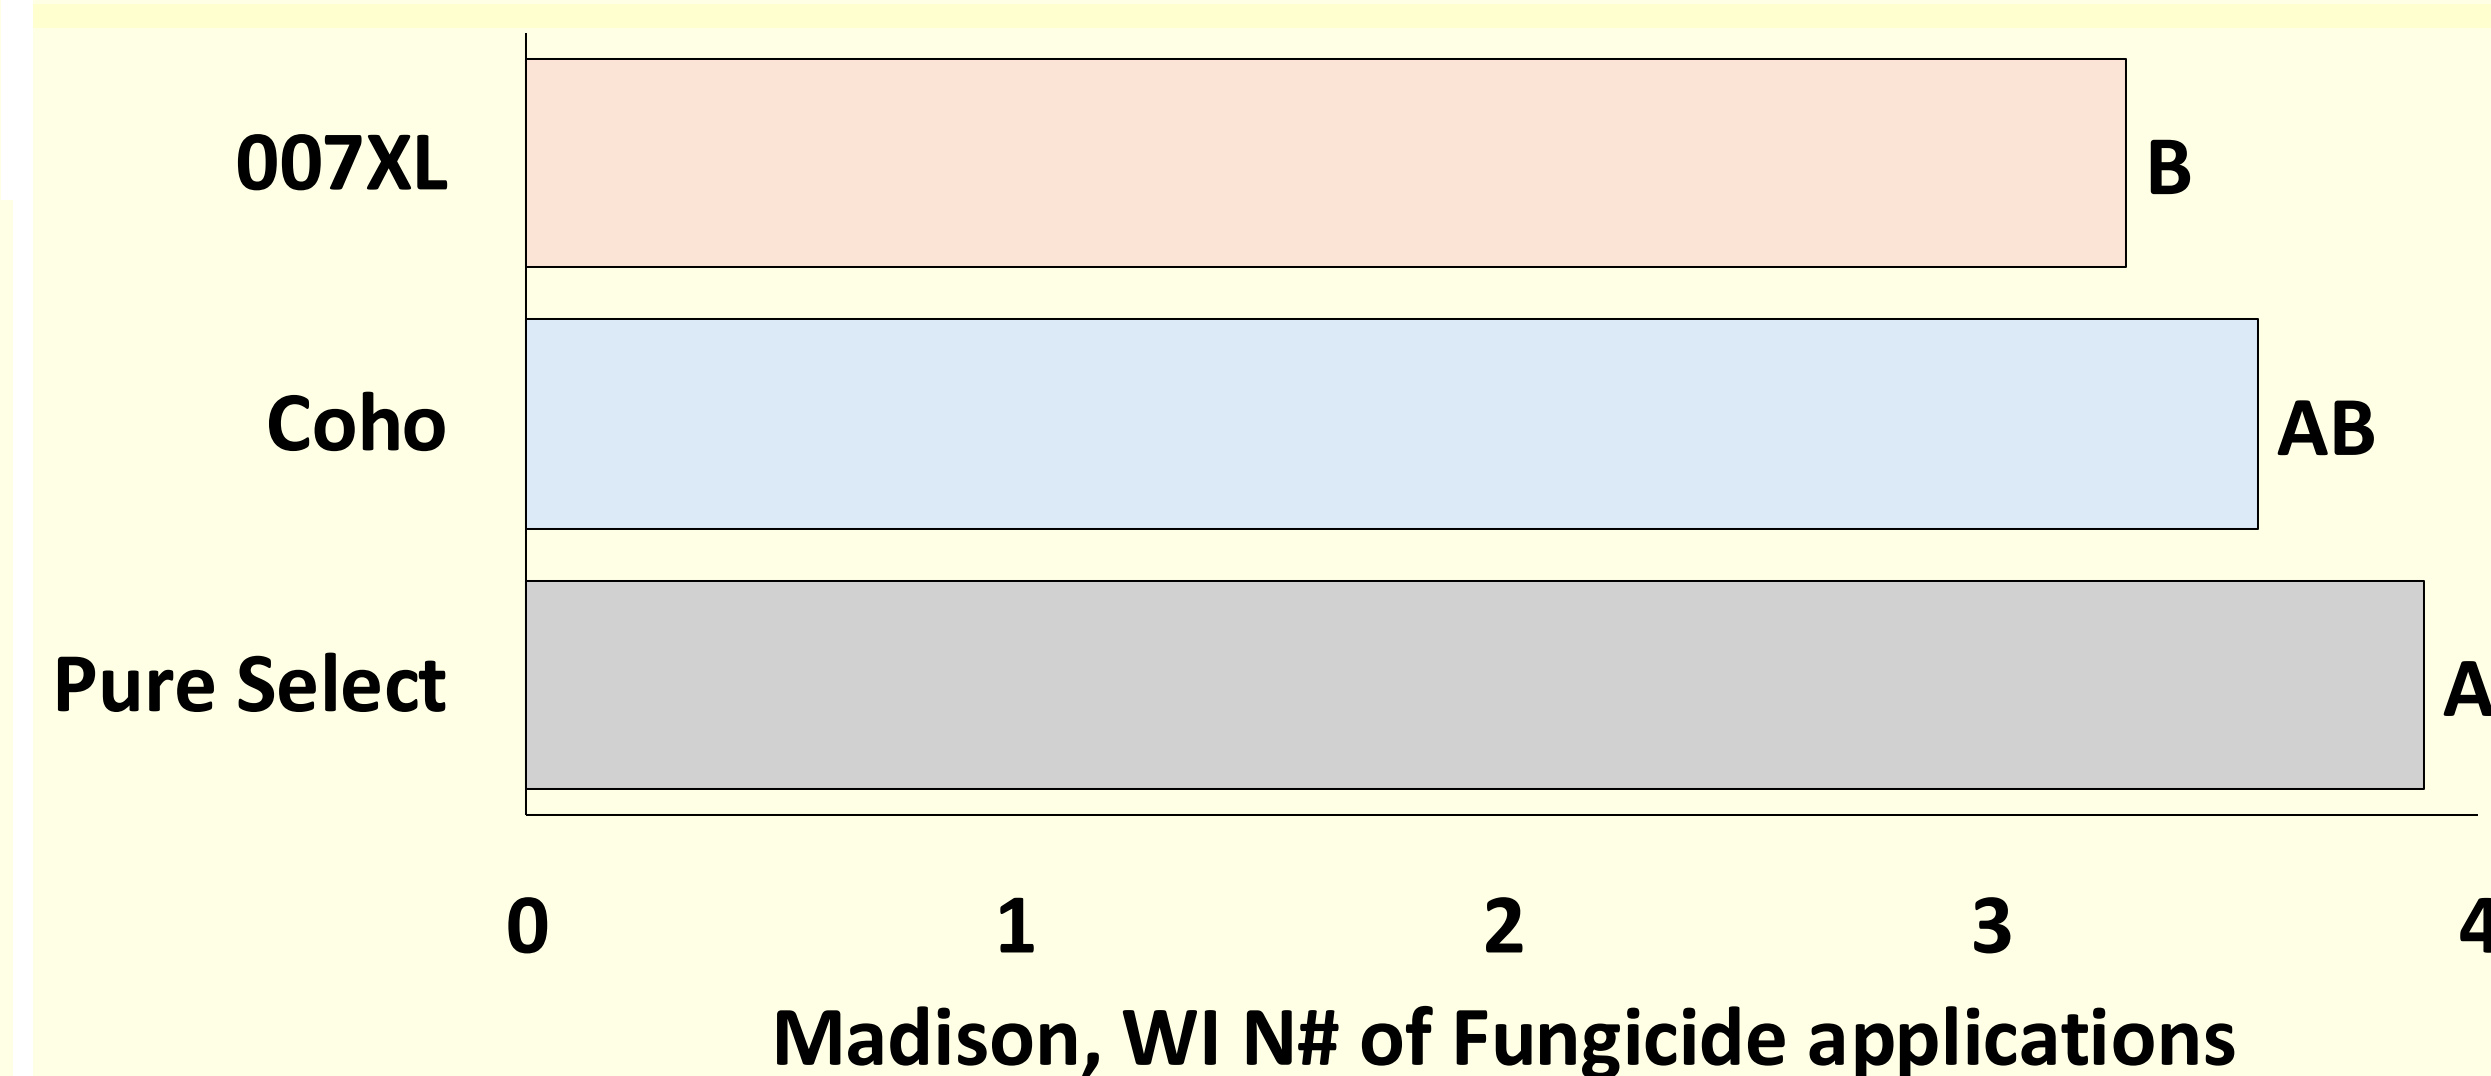 007XL
B
Coho
AB
Pure Select
A
0 1 2 3 4
Madison, WI N# of Fungicide applications